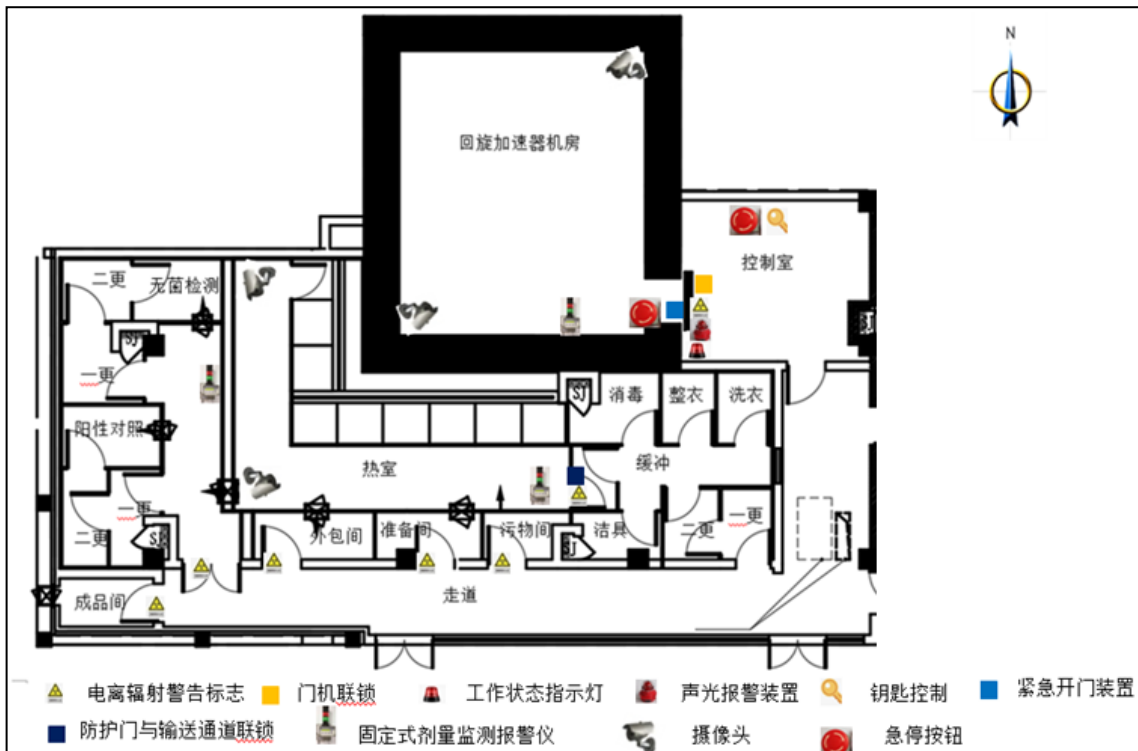 N
回旋加速器机房
控制室
二更
无菌检测
SJ
SJ
一更
消毒
整衣
洗衣
SJ
阳性对照
热室
缓冲
一更
外包间
准备间
污物间
洁具
二更
一更
二更
SJ
SJ
成品间
走道
电离辐射警告标志
门机联锁
工作状态指示灯
声光报警装置
钥匙控制
紧急开门装置
防护门与输送通道联锁
固定式剂量监测报警仪
摄像头
急停按钮